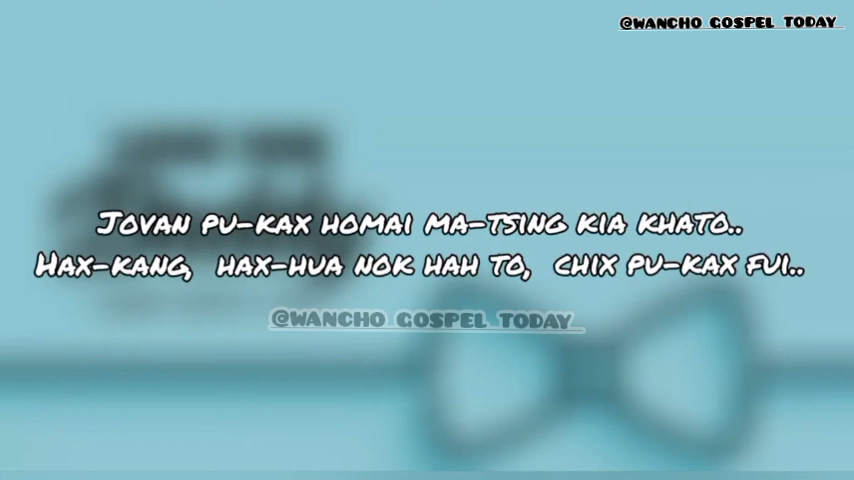 @WANCHO GOSPEL TODAY
JOVAN PU-KAX HOMAI MA-TSING KIA KHATO..
HAX-KANG, HAX-HUA NOK HAH TO, CHIX PU-KAX FUI..
@WANCHO GOSPEL TODAY